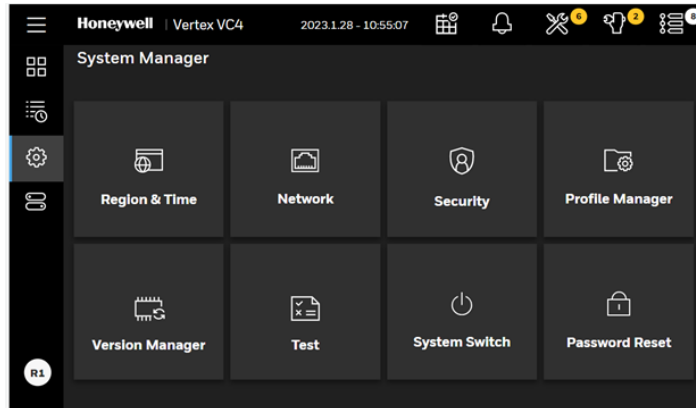 Honeywell | Vertex VC4 2023.1.28 - 10:55:07 6 2 8
System Manager
Region & Time Network Security Profile Manager
Version Manager Test System Switch Password Reset
R1